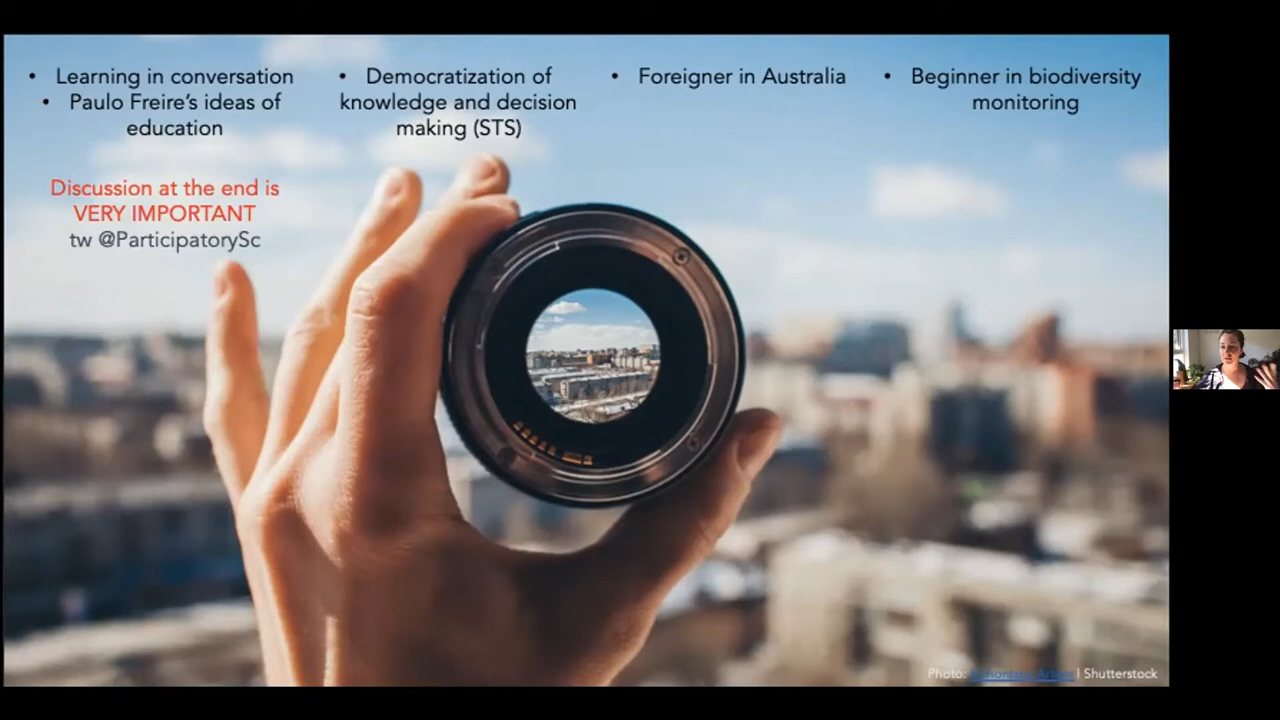 • Learning in conversation
• Paulo Freire's ideas of
education
• Democratization of
knowledge and decision
making (STS)
• Foreigner in Australia
• Beginner in biodiversity
monitoring
Discussion at the end is
VERY IMPORTANT
tw @ParticipatorySc
Photo: | Shutterstock